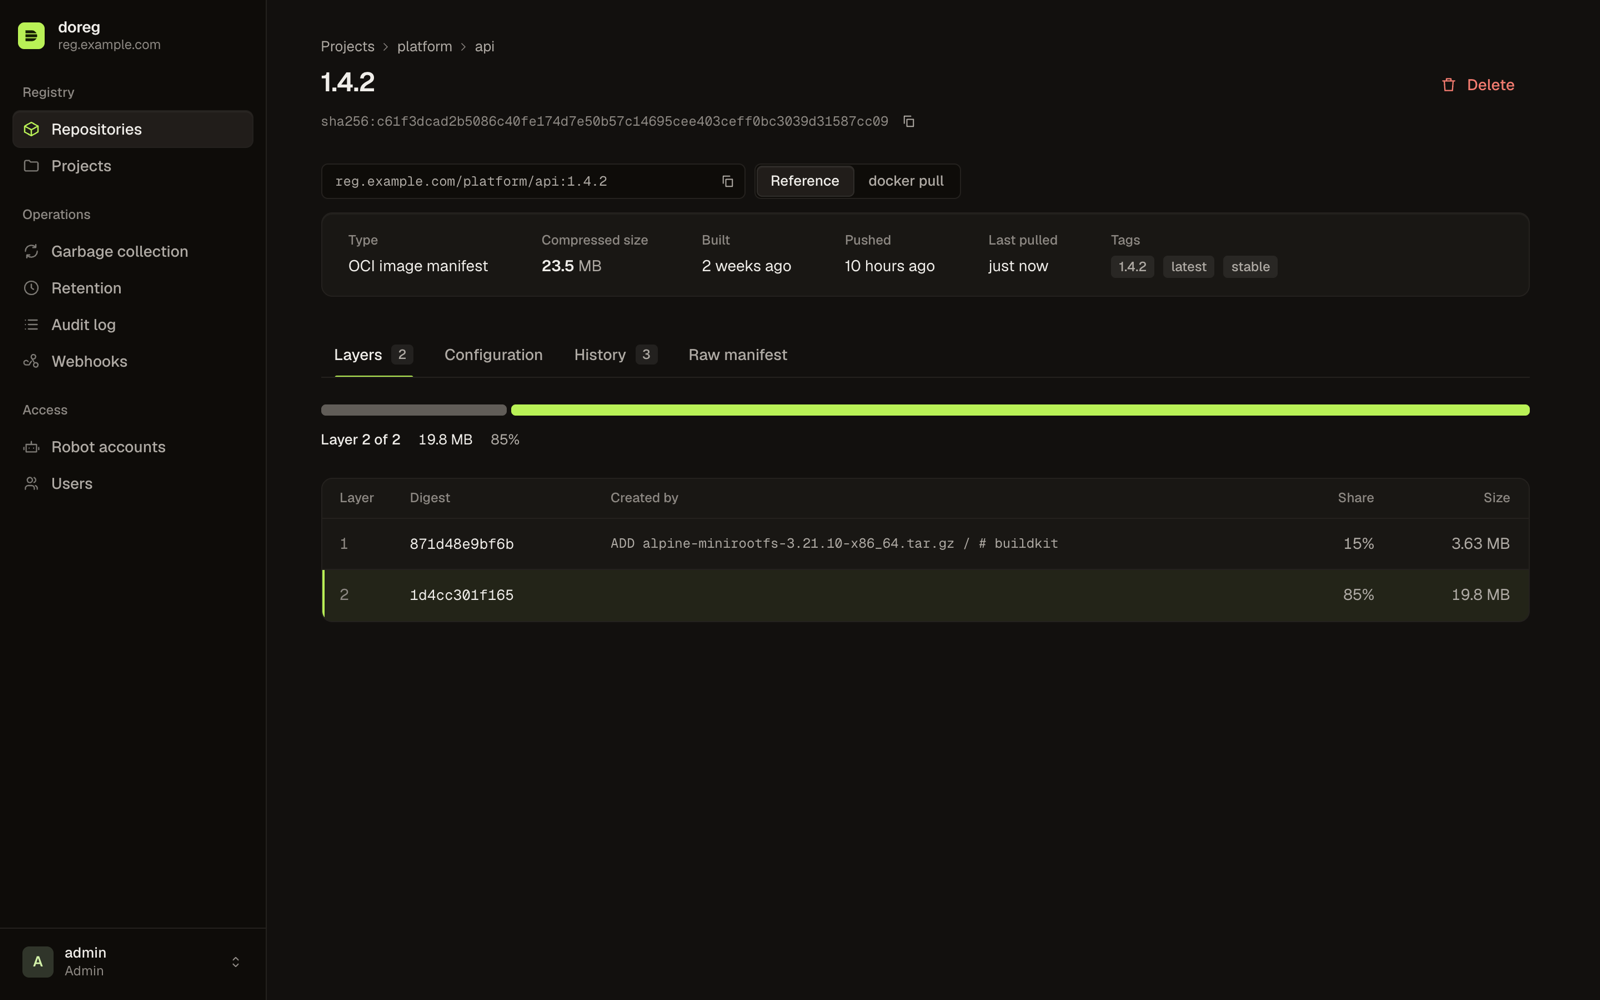 doreg
reg.example.com
Registry
Repositories
Projects
Operations
Garbage collection
Retention
Audit log
Webhooks
Access
Robot accounts
Users
A
admin
Admin
Projects > platform > api
1.4.2
Delete
sha256:c61f3dcad2b5086c40fe174d7e50b57c14695cee403ceff0bc3039d31587cc09
reg.example.com/platform/api:1.4.2
Reference docker pull
Type Compressed size Built Pushed Last pulled Tags
OCI image manifest 23.5 MB 2 weeks ago 10 hours ago just now 1.4.2 latest stable
Layers 2 Configuration History 3 Raw manifest
Layer 2 of 2 19.8 MB 85%
Layer Digest Created by Share Size
1 871d48e9bf6b ADD alpine-minirootfs-3.21.10-x86_64.tar.gz / # buildkit 15% 3.63 MB
2 1d4cc301f165 85% 19.8 MB